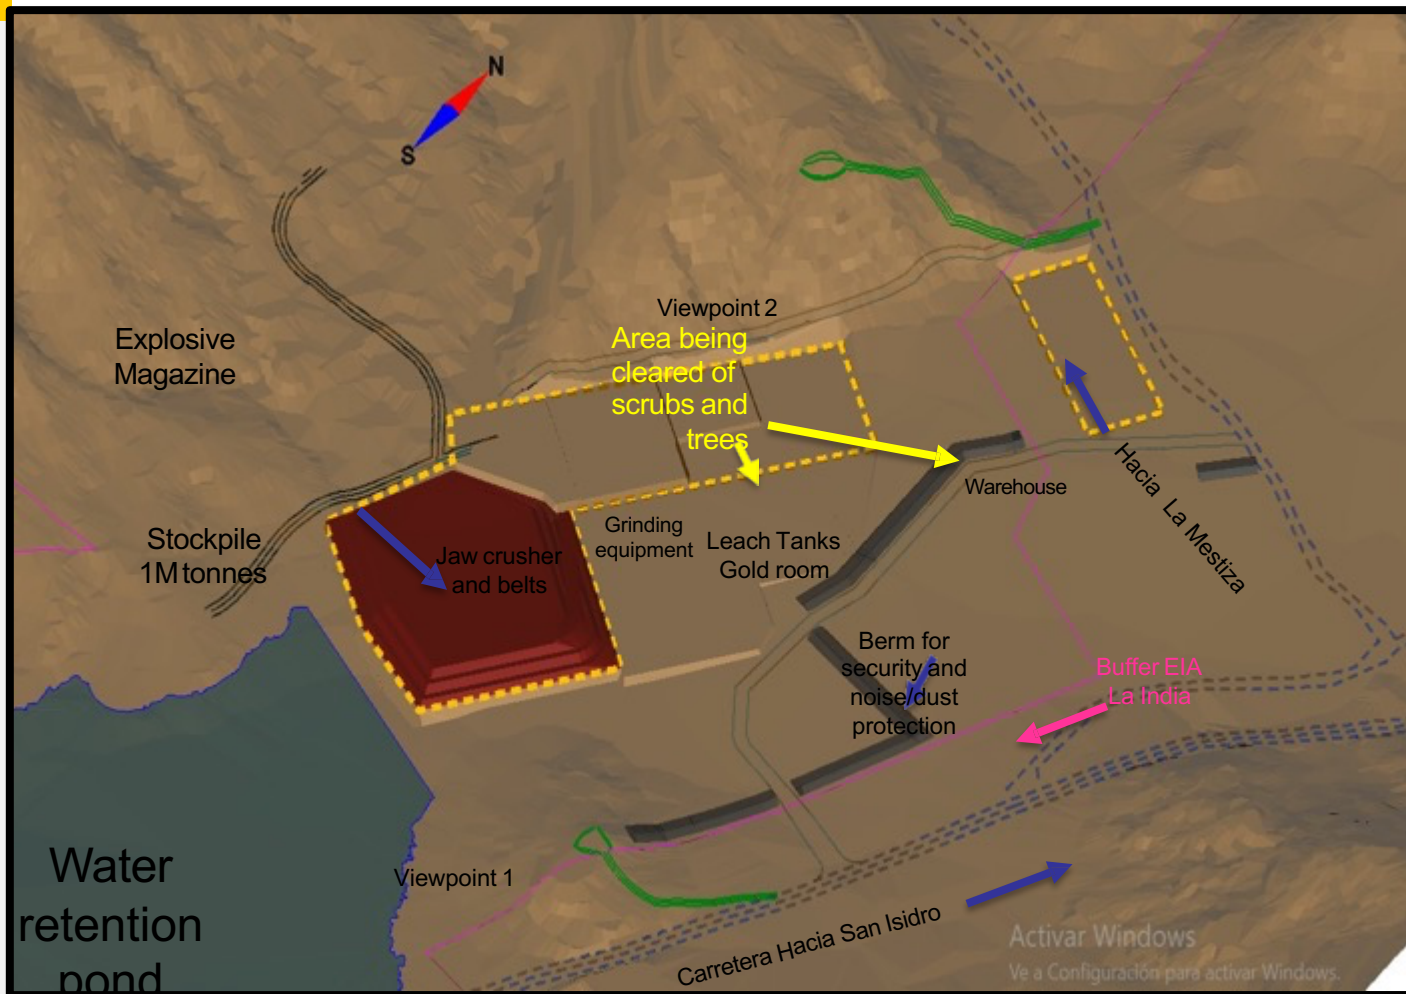 N
S
Viewpoint 2
Explosive
Magazine
Area being
cleared of
scrubs and
trees
Warehouse
Hacia La Mestiza
Stockpile
1M tonnes
Jaw crusher
and belts
Grinding
equipment
Leach Tanks
Gold room
Berm for
security and
noise/dust
protection
Buffer EIA
La India
Water
retention
pond
Viewpoint 1
Carretera Hacia San Isidro
Activar Windows
Ve a Configuración para activar Windows.